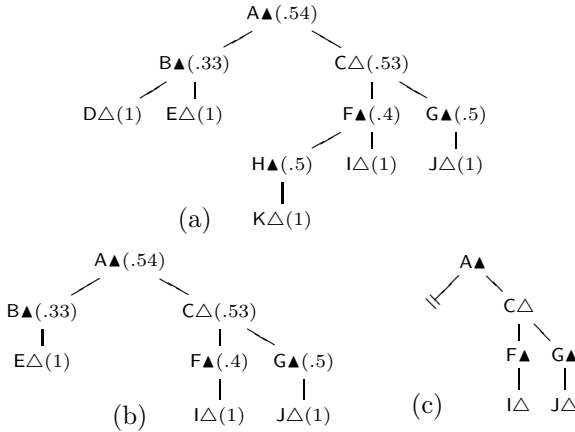 A▲(.54)
B▲(.33) C△(.53)
D△(1) E△(1) F▲(.4) G▲(.5)
H▲(.5) I△(1) J△(1)
(a) K△(1)
A▲(.54) A▲
B▲(.33) C△(.53) C△
E△(1) F▲(.4) G▲(.5) F▲ G▲
(b) I△(1) J△(1) (c) I△ J△